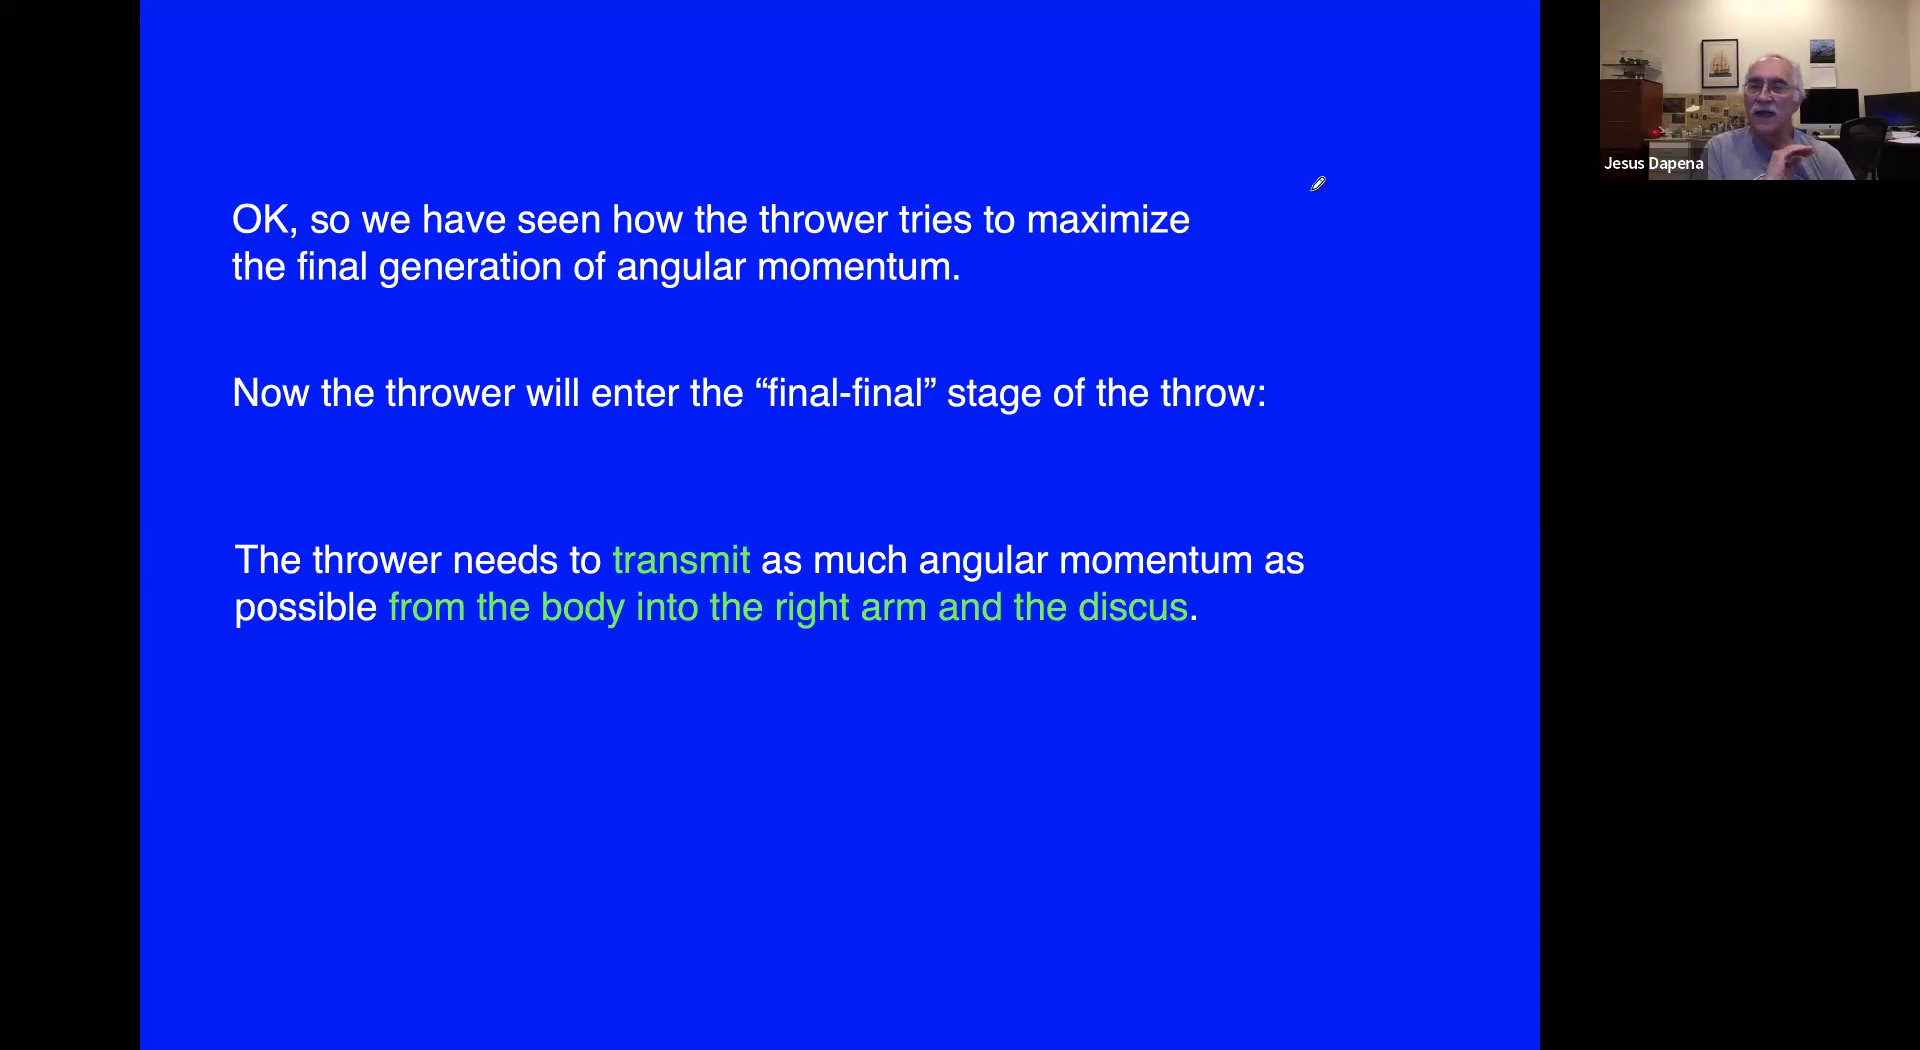 OK, so we have seen how the thrower tries to maximize
the final generation of angular momentum.
Now the thrower will enter the “final-final” stage of the throw:
The thrower needs to transmit as much angular momentum as
possible from the body into the right arm and the discus.
Jesus Dapena